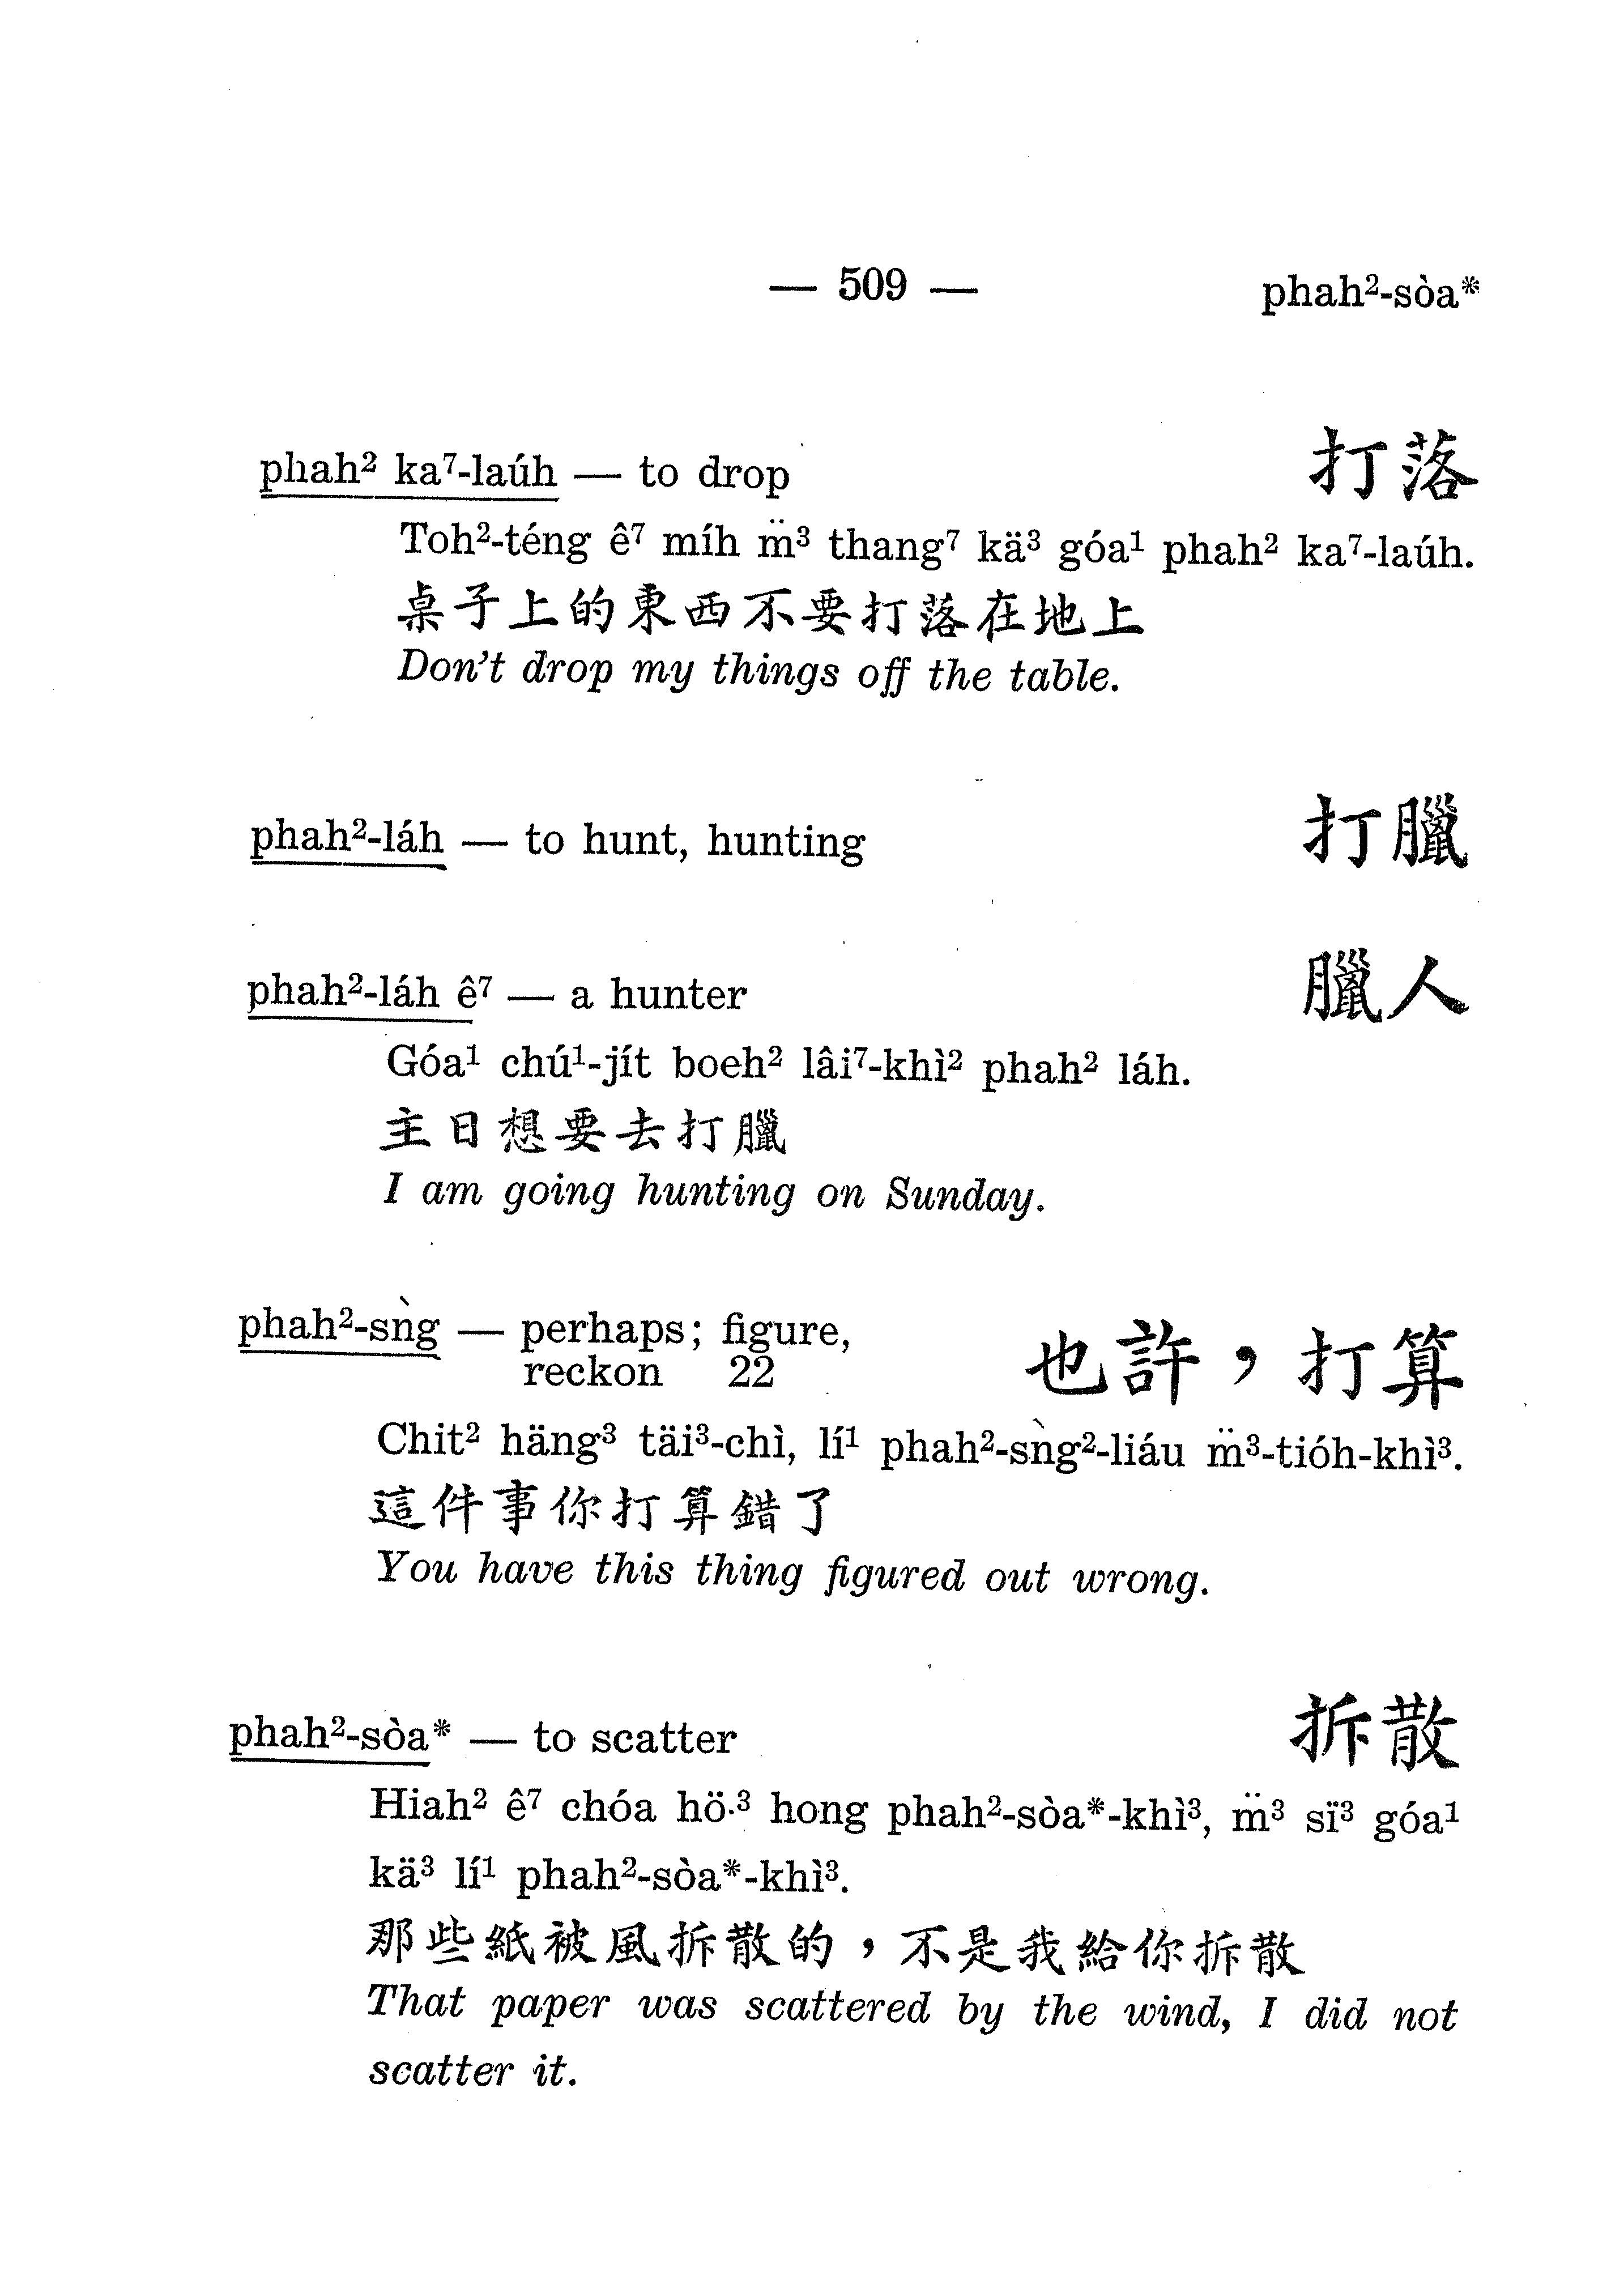 — 509 — phah²-sòa*
phah² ka⁷-laúh — to drop 打落
Toh²-téng ê⁷ míh m̈³ thang⁷ kä³ góa¹ phah² ka⁷-laúh.
桌子上的東西不要打落在地上
Don't drop my things off the table.
phah²-láh — to hunt, hunting 打臘
phah²-láh ê⁷ — a hunter 臘人
Góa¹ chú¹-jít boeh² lâi⁷-khì² phah² láh.
主日想要去打臘
I am going hunting on Sunday.
phah²-sǹg — perhaps; figure, 也許，打算
reckon 22
Chit² häng³ täi³-chì, lí¹ phah²-sǹg²-liáu m̈³-tióh-khì³.
這件事你打算錯了
You have this thing figured out wrong.
phah²-sòa* — to scatter 拆散
Hiah² ê⁷ chóa hö·³ hong phah²-sòa*-khì³, m̈³ sï³ góa¹
kä³ lí¹ phah²-sòa*-khì³.
那些紙被風拆散的，不是我給你拆散
That paper was scattered by the wind, I did not
scatter it.